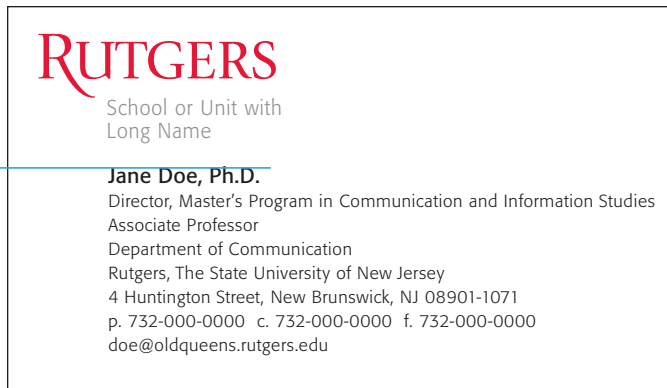 RUTGERS
School or Unit with
Long Name
Jane Doe, Ph.D.
Director, Master's Program in Communication and Information Studies
Associate Professor
Department of Communication
Rutgers, The State University of New Jersey
4 Huntington Street, New Brunswick, NJ 08901-1071
p. 732-000-0000  c. 732-000-0000  f. 732-000-0000
doe@oldqueens.rutgers.edu